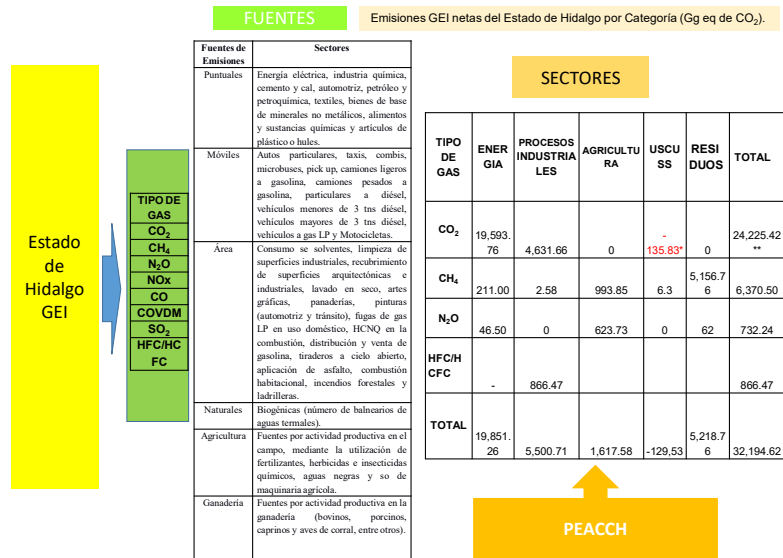 FUENTES
Emisiones GEI netas del Estado de Hidalgo por Categoría (Gg eq de CO₂).
Estado
de
Hidalgo
GEI
TIPO DE
GAS
CO₂
CH₄
N₂O
NOx
CO
COVDM
SO₂
HFC/HC
FC
Fuentes de
Emisiones
Sectores
Puntuales
Energía eléctrica, industria química,
cemento y cal, automotriz, petróleo y
petroquímica, textiles, bienes de base
de minerales no metálicos, alimentos
y sustancias químicas y artículos de
plástico o hules.
Móviles
Autos particulares, taxis, combis,
microbuses, pick up, camiones ligeros
a gasolina, camiones pesados a
gasolina, particulares a diésel,
vehículos menores de 3 tns diésel,
vehículos mayores de 3 tns diésel,
vehículos a gas LP y Motocicletas.
Área
Consumo se solventes, limpieza de
superficies industriales, recubrimiento
de superficies arquitectónicas e
industriales, lavado en seco, artes
gráficas, panaderías, pinturas
(automotriz y tránsito), fugas de gas
LP en uso doméstico, HCNQ en la
combustión, distribución y venta de
gasolina, tiraderos a cielo abierto,
aplicación de asfalto, combustión
habitacional, incendios forestales y
ladrilleras.
Naturales
Biogénicas (número de balnearios de
aguas termales).
Agricultura
Fuentes por actividad productiva en el
campo, mediante la utilización de
fertilizantes, herbicidas e insecticidas
químicos, aguas negras y so de
maquinaria agrícola.
Ganadería
Fuentes por actividad productiva en la
ganadería (bovinos, porcinos,
caprinos y aves de corral, entre otros).
SECTORES
TIPO
DE
GAS
ENER
GIA
PROCESOS
INDUSTRIA
LES
AGRICULTU
RA
USCU
SS
RESI
DUOS
TOTAL
CO₂
19,593.
76
4,631.66
0
-
135.83*
0
24,225.42
**
CH₄
211.00
2.58
993.85
6.3
5,156.7
6
6,370.50
N₂O
46.50
0
623.73
0
62
732.24
HFC/H
CFC
-
866.47
866.47
TOTAL
19,851.
26
5,500.71
1,617.58
-129,53
5,218.7
6
32,194.62
PEACCH